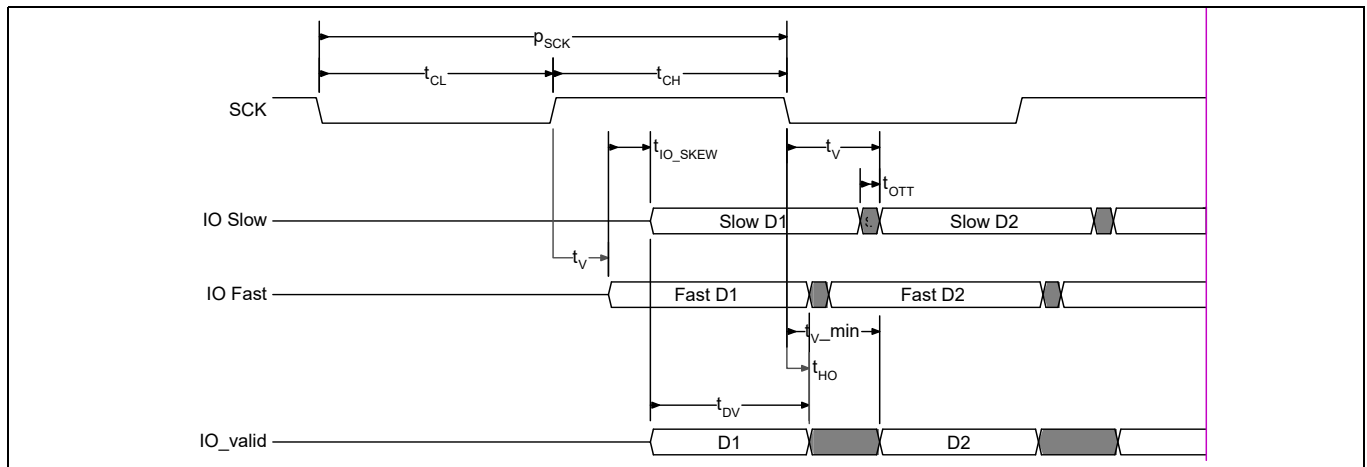 pSCK
tCL
tCH
SCK
tIO_SKEW
tV
tOTT
IO Slow
Slow D1
Slow D2
tV
IO Fast
Fast D1
Fast D2
tV_min
tHO
tDV
IO_valid
D1
D2